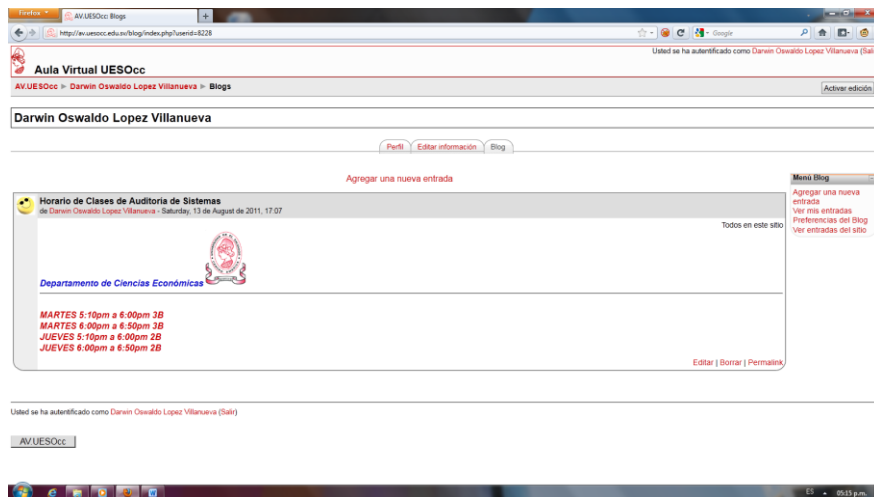 Firefox
AV.UESOcc: Blogs
http://av.uesocc.edu.sv/blog/index.php?userid=8228
Google
Usted se ha autentificado como Darwin Oswaldo Lopez Villanueva (Sali
Aula Virtual UESOcc
AV.UESOcc ► Darwin Oswaldo Lopez Villanueva ► Blogs
Activar edición
Darwin Oswaldo Lopez Villanueva
Perfil Editar información Blog
Agregar una nueva entrada
Menú Blog
Agregar una nueva
entrada
Ver mis entradas
Preferencias del Blog
Ver entradas del sitio
Horario de Clases de Auditoria de Sistemas
de Darwin Oswaldo Lopez Villanueva - Saturday, 13 de August de 2011, 17:07
Todos en este sitio
Departamento de Ciencias Económicas
MARTES 5:10pm a 6:00pm 3B
MARTES 6:00pm a 6:50pm 3B
JUEVES 5:10pm a 6:00pm 2B
JUEVES 6:00pm a 6:50pm 2B
Editar | Borrar | Permalink
Usted se ha autentificado como Darwin Oswaldo Lopez Villanueva (Salir)
AV.UESOcc
ES 05:15 p.m.